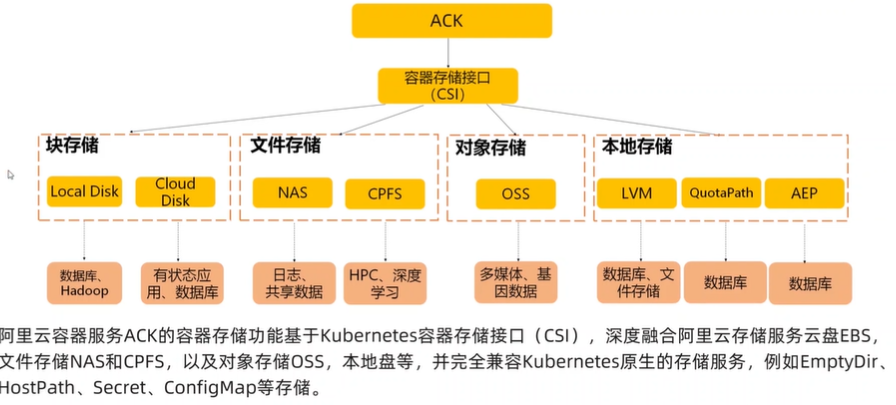 ACK
容器存储接口
（CSI）
块存储
文件存储
对象存储
本地存储
Local Disk
Cloud
Disk
NAS
CPFS
OSS
LVM
QuotaPath
AEP
数据库、
Hadoop
有状态应
用、数据库
日志、
共享数据
HPC、深度
学习
多媒体、基
因数据
数据库、文
件存储
数据库
数据库
阿里云容器服务ACK的容器存储功能基于Kubernetes容器存储接口（CSI），深度融合阿里云存储服务云盘EBS，
文件存储NAS和CPFS，以及对象存储OSS，本地盘等，并完全兼容Kubernetes原生的存储服务，例如EmptyDir、
HostPath、Secret、ConfigMap等存储。